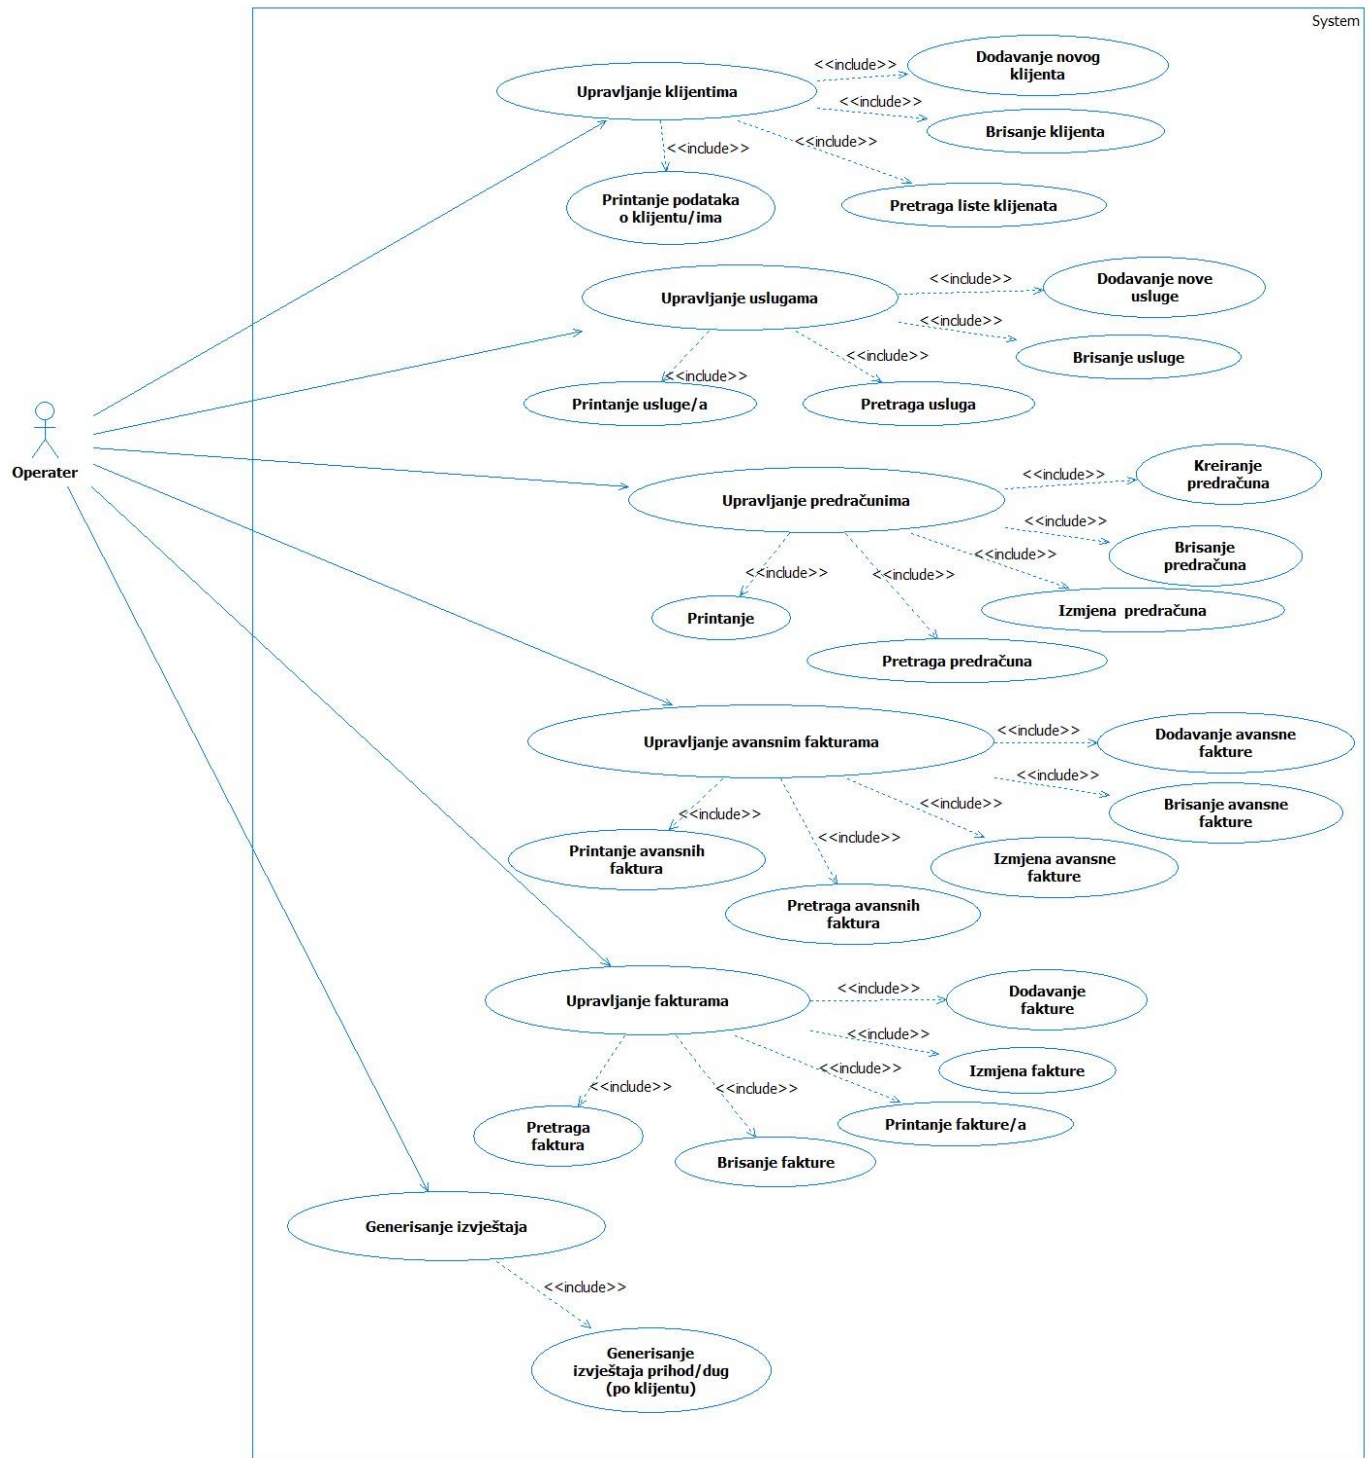 System
Operater
Upravljanje klijentima
<<include>>
Dodavanje novog
klijenta
<<include>>
Brisanje klijenta
<<include>>
<<include>>
Printanje podataka
o klijentu/ima
Pretraga liste klijenata
Upravljanje uslugama
<<include>>
Dodavanje nove
usluge
<<include>>
Brisanje usluge
<<include>>
<<include>>
Printanje usluge/a
Pretraga usluga
Upravljanje predračunima
<<include>>
Kreiranje
predračuna
<<include>>
Brisanje
predračuna
<<include>>
Izmjena  predračuna
<<include>>
<<include>>
Printanje
Pretraga predračuna
Upravljanje avansnim fakturama
<<include>>
Dodavanje avansne
fakture
<<include>>
Brisanje avansne
fakture
<<include>>
Izmjena avansne
fakture
<<include>>
<<include>>
Printanje avansnih
faktura
Pretraga avansnih
faktura
Upravljanje fakturama
<<include>>
Dodavanje
fakture
<<include>>
Izmjena fakture
<<include>>
Printanje fakture/a
<<include>>
<<include>>
Pretraga
faktura
Brisanje fakture
Generisanje izvještaja
<<include>>
Generisanje
izvještaja prihod/dug
(po klijentu)